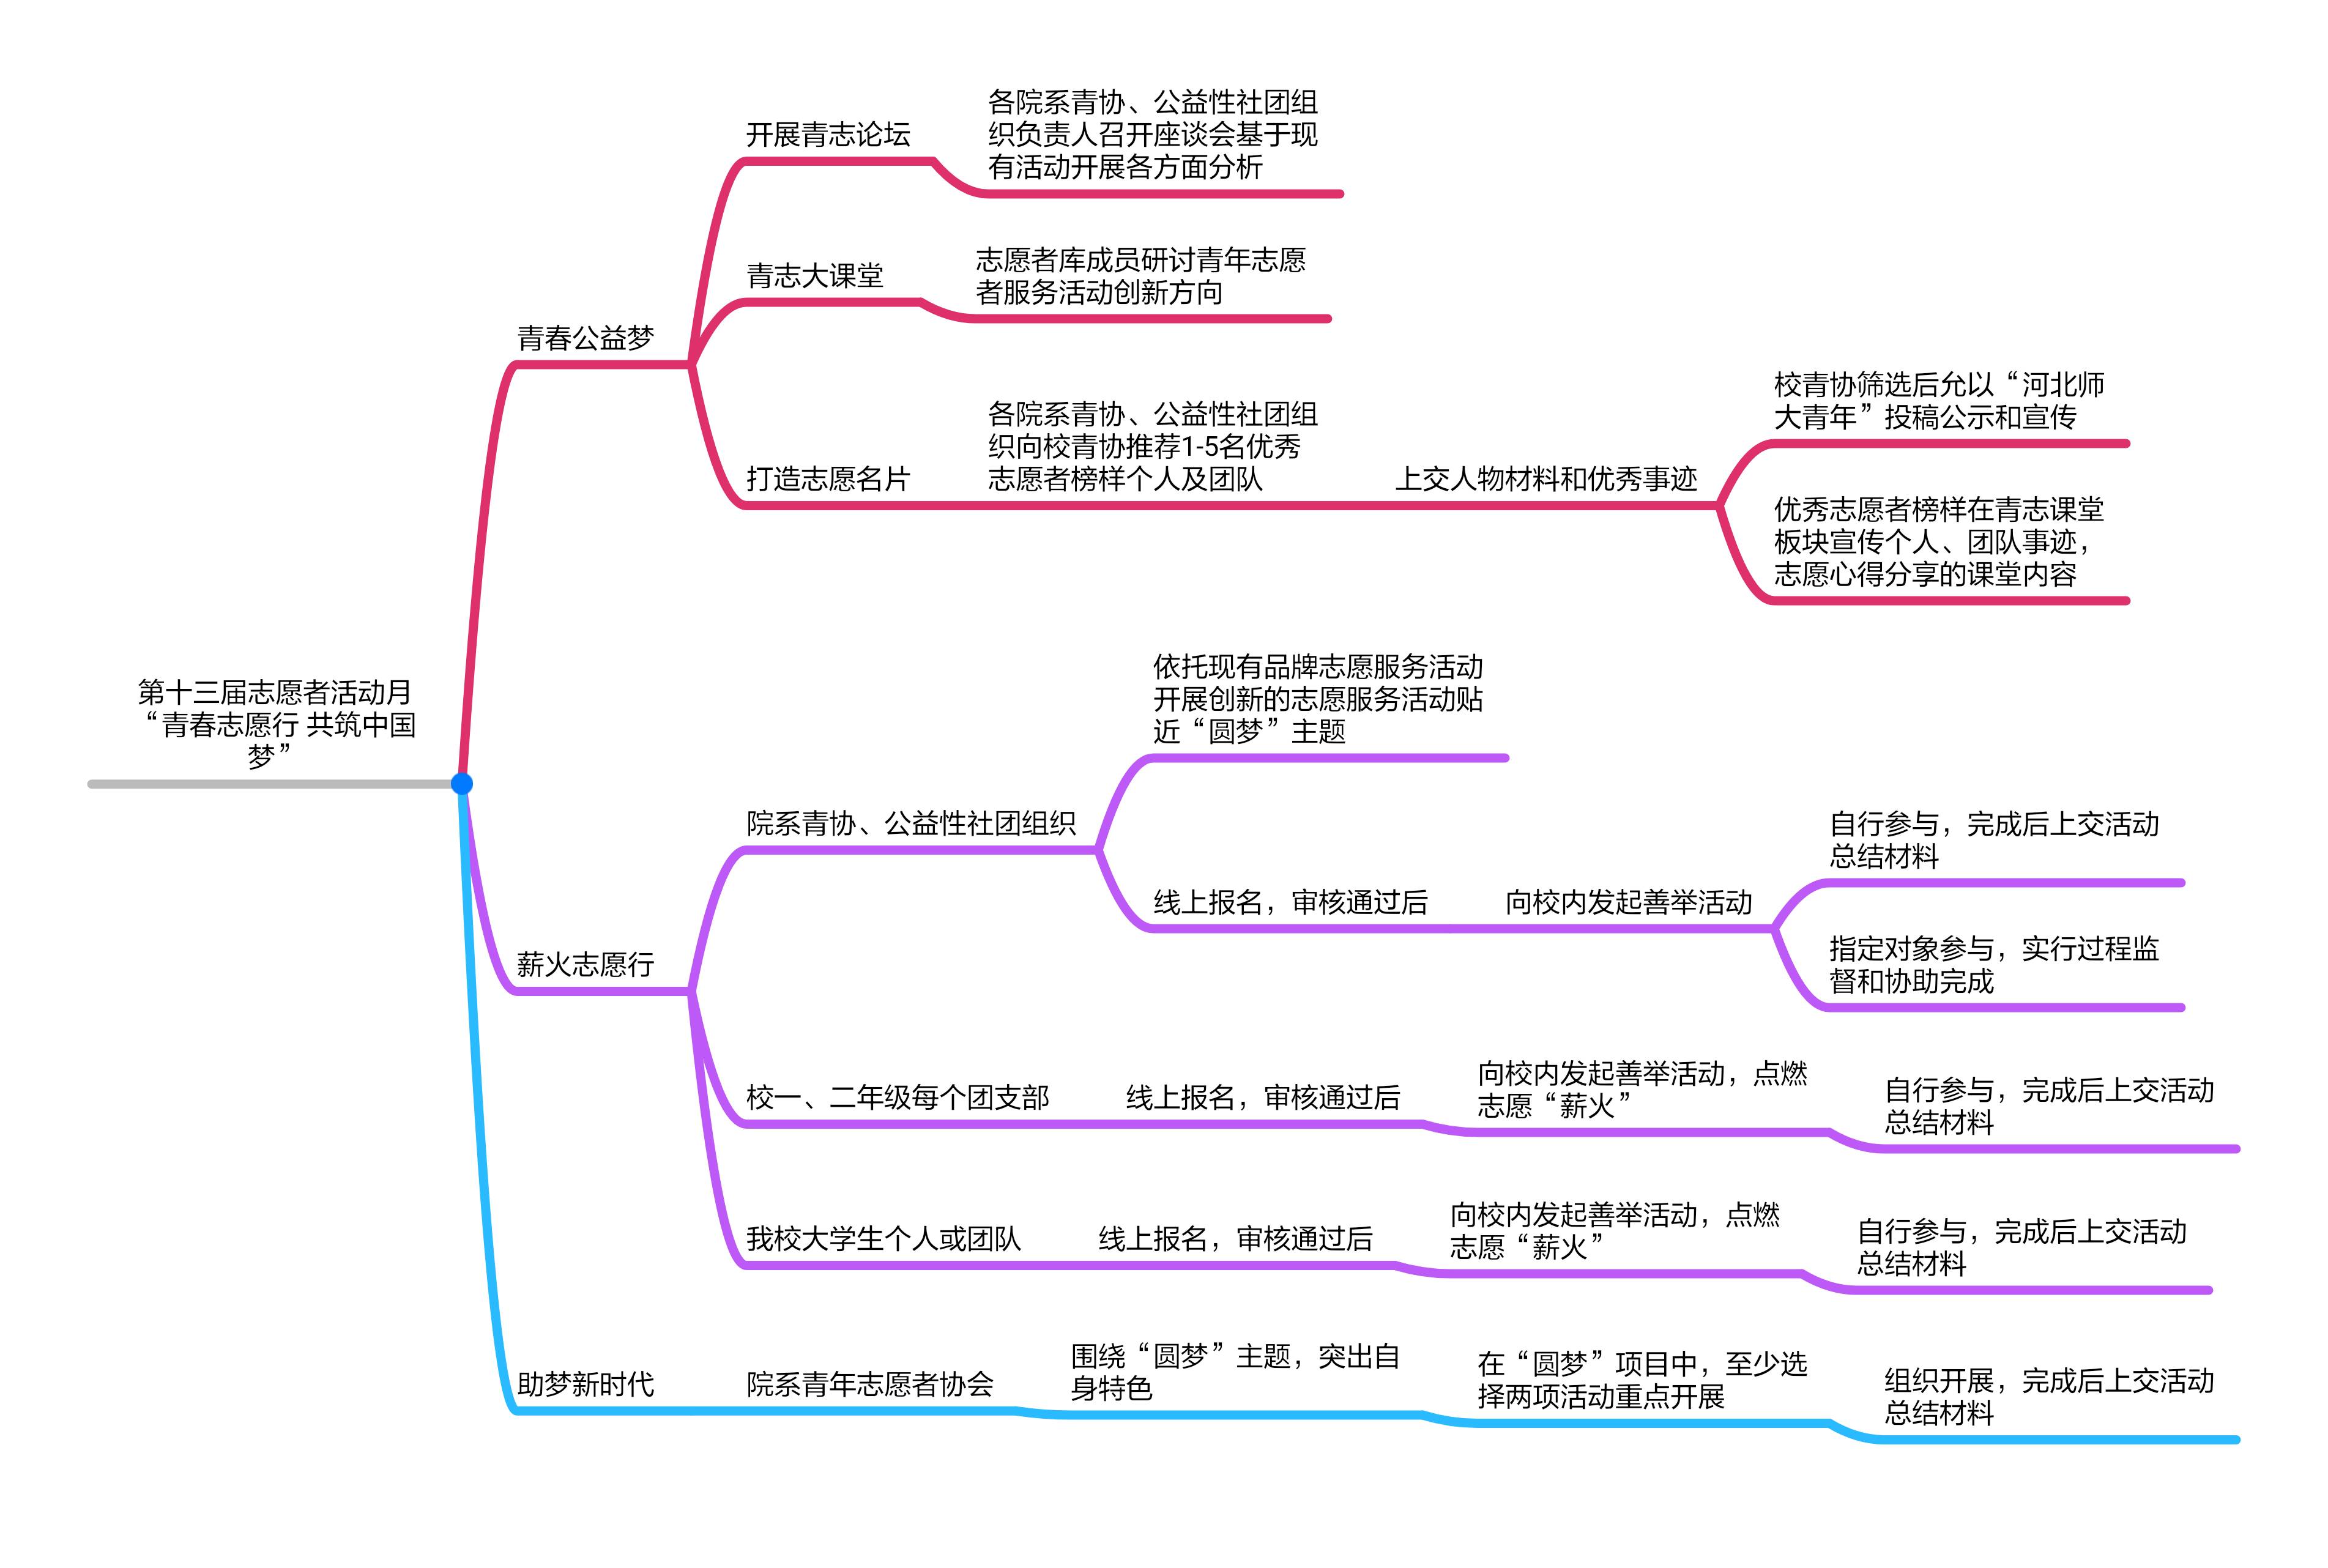 第十三届志愿者活动月
“青春志愿行 共筑中国
梦”
青春公益梦
开展青志论坛
各院系青协、公益性社团组
织负责人召开座谈会基于现
有活动开展各方面分析
青志大课堂
志愿者库成员研讨青年志愿
者服务活动创新方向
打造志愿名片
各院系青协、公益性社团组
织向校青协推荐1-5名优秀
志愿者榜样个人及团队
上交人物材料和优秀事迹
校青协筛选后允以“河北师
大青年”投稿公示和宣传
优秀志愿者榜样在青志课堂
板块宣传个人、团队事迹，
志愿心得分享的课堂内容
薪火志愿行
院系青协、公益性社团组织
依托现有品牌志愿服务活动
开展创新的志愿服务活动贴
近“圆梦”主题
线上报名，审核通过后
向校内发起善举活动
自行参与，完成后上交活动
总结材料
指定对象参与，实行过程监
督和协助完成
校一、二年级每个团支部
线上报名，审核通过后
向校内发起善举活动，点燃
志愿“薪火”
自行参与，完成后上交活动
总结材料
我校大学生个人或团队
线上报名，审核通过后
向校内发起善举活动，点燃
志愿“薪火”
自行参与，完成后上交活动
总结材料
助梦新时代
院系青年志愿者协会
围绕“圆梦”主题，突出自
身特色
在“圆梦”项目中，至少选
择两项活动重点开展
组织开展，完成后上交活动
总结材料